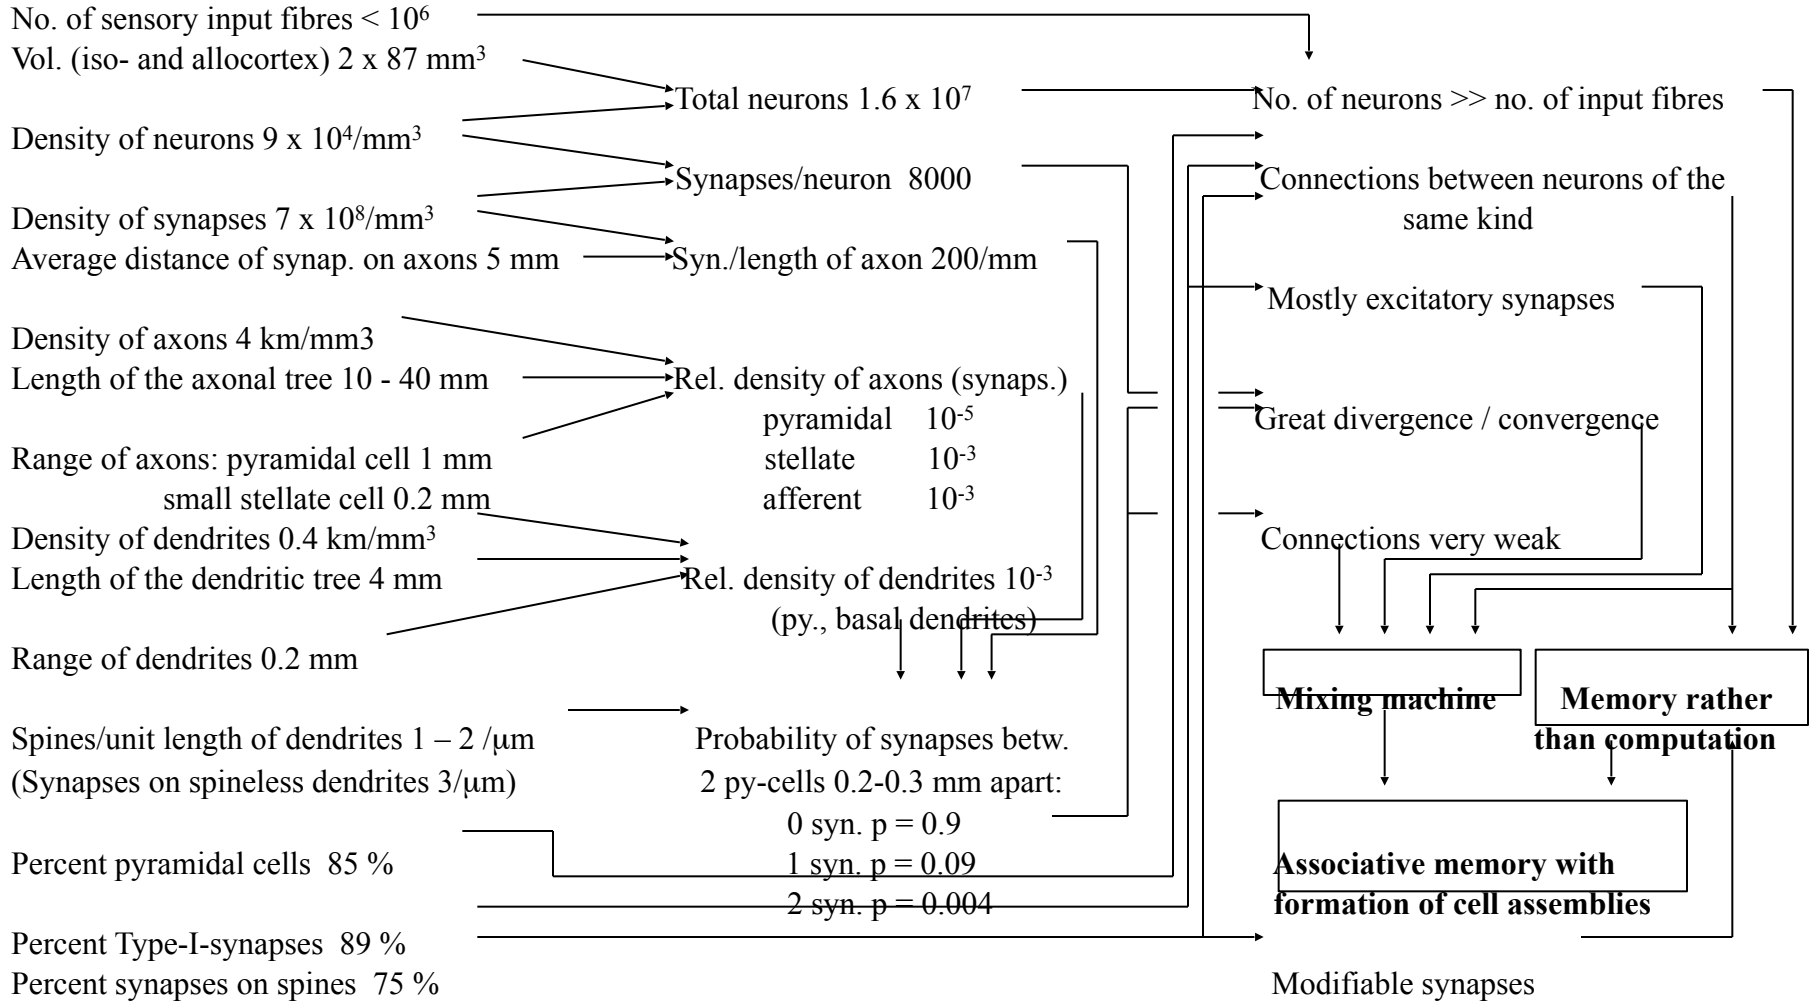 No. of sensory input fibres < 10⁶
Vol. (iso- and allocortex) 2 x 87 mm³
Density of neurons 9 x 10⁴/mm³
Density of synapses 7 x 10⁸/mm³
Average distance of synap. on axons 5 mm
Density of axons 4 km/mm3
Length of the axonal tree 10 - 40 mm
Range of axons: pyramidal cell 1 mm
small stellate cell 0.2 mm
Density of dendrites 0.4 km/mm³
Length of the dendritic tree 4 mm
Range of dendrites 0.2 mm
Spines/unit length of dendrites 1 – 2 /μm
(Synapses on spineless dendrites 3/μm)
Percent pyramidal cells 85 %
Percent Type-I-synapses 89 %
Percent synapses on spines 75 %
Total neurons 1.6 x 10⁷
Synapses/neuron 8000
Syn./length of axon 200/mm
Rel. density of axons (synaps.)
pyramidal 10⁻⁵
stellate 10⁻³
afferent 10⁻³
Rel. density of dendrites 10⁻³
(py., basal dendrites)
Probability of synapses betw.
2 py-cells 0.2-0.3 mm apart:
0 syn. p = 0.9
1 syn. p = 0.09
2 syn. p = 0.004
No. of neurons >> no. of input fibres
Connections between neurons of the
same kind
Mostly excitatory synapses
Great divergence / convergence
Connections very weak
Mixing machine
Memory rather
than computation
Associative memory with
formation of cell assemblies
Modifiable synapses